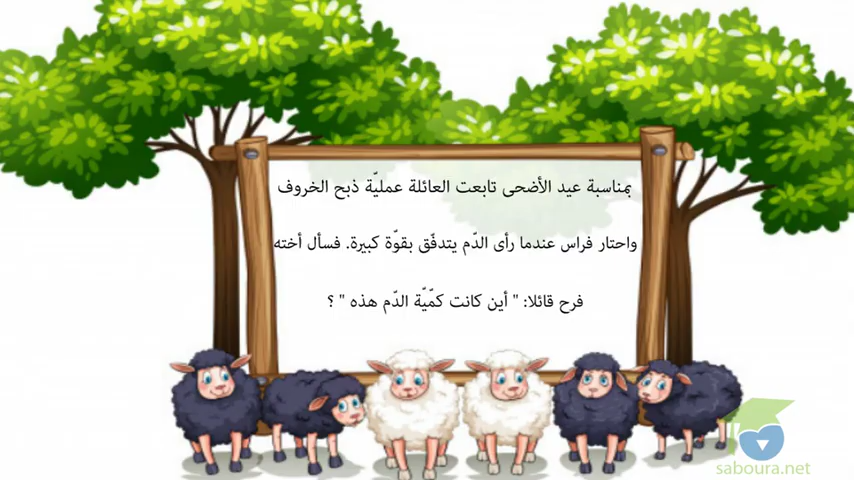 بمناسبة عيد الأضحى تابعت العائلة عمليّة ذبح الخروف
واحتار فراس عندما رأى الدّم يتدفّق بقوّة كبيرة. فسأل أخته
فرح قائلا: " أين كانت كمّيّة الدّم هذه " ؟
saboura.net